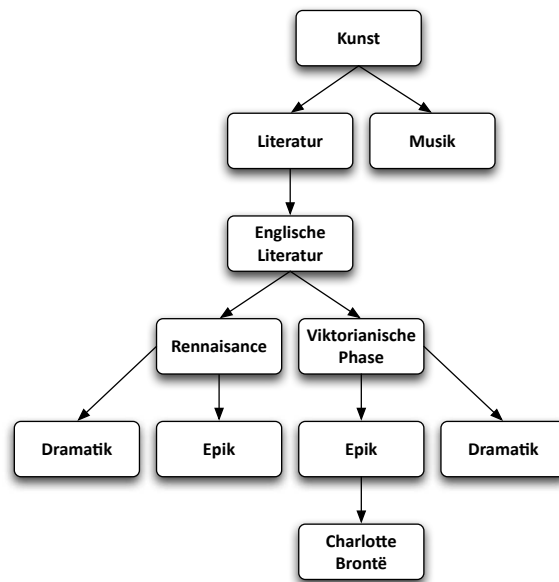 Kunst
Literatur
Musik
Englische
Literatur
Rennaisance
Viktorianische
Phase
Dramatik
Epik
Epik
Dramatik
Charlotte
Brontë